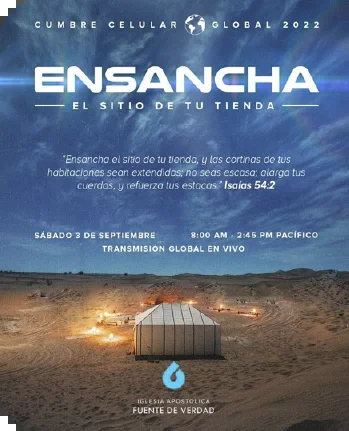 CUMBRE CELULAR GLOBAL 2022
ENSANCHA
EL SITIO DE TU TIENDA
"Ensancha el sitio de tu tienda, y las cortinas de tus
habitaciones sean extendidas; no seas escasa; alarga tus
cuerdas, y refuerza tus estacas." Isaías 54:2
SÁBADO 3 DE SEPTIEMBRE 8:00 AM - 2:45 PM PACÍFICO
TRANSMISION GLOBAL EN VIVO
IGLESIA APOSTOLICA
FUENTE DE VERDAD